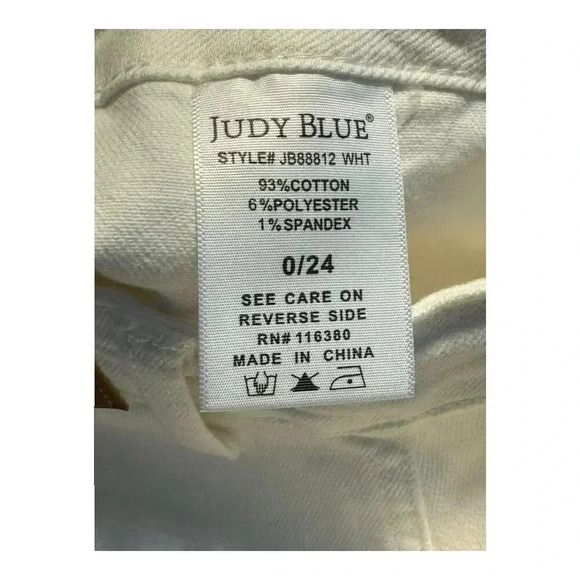 JUDY BLUE®
STYLE# JB88812 WHT
93%COTTON
6%POLYESTER
1%SPANDEX
0/24
SEE CARE ON
REVERSE SIDE
RN# 116380
MADE IN CHINA